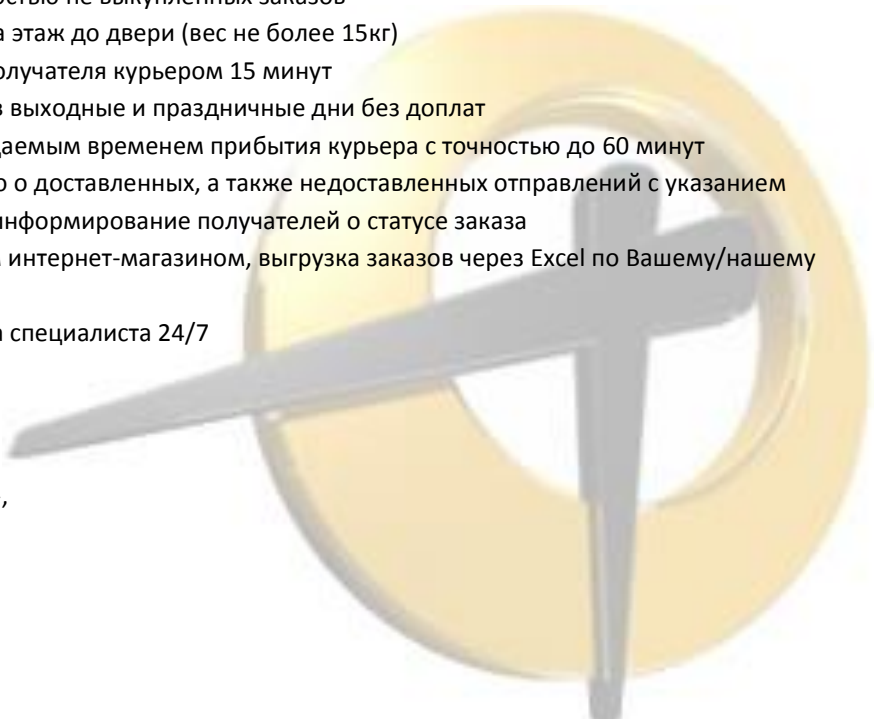 остью не выкупленных заказов
а этаж до двери (вес не более 15кг)
олучателя курьером 15 минут
в выходные и праздничные дни без доплат
даемым временем прибытия курьера с точностью до 60 минут
о о доставленных, а также недоставленных отправлений с указанием
информирование получателей о статусе заказа
интернет-магазином, выгрузка заказов через Excel по Вашему/нашему
а специалиста 24/7
,